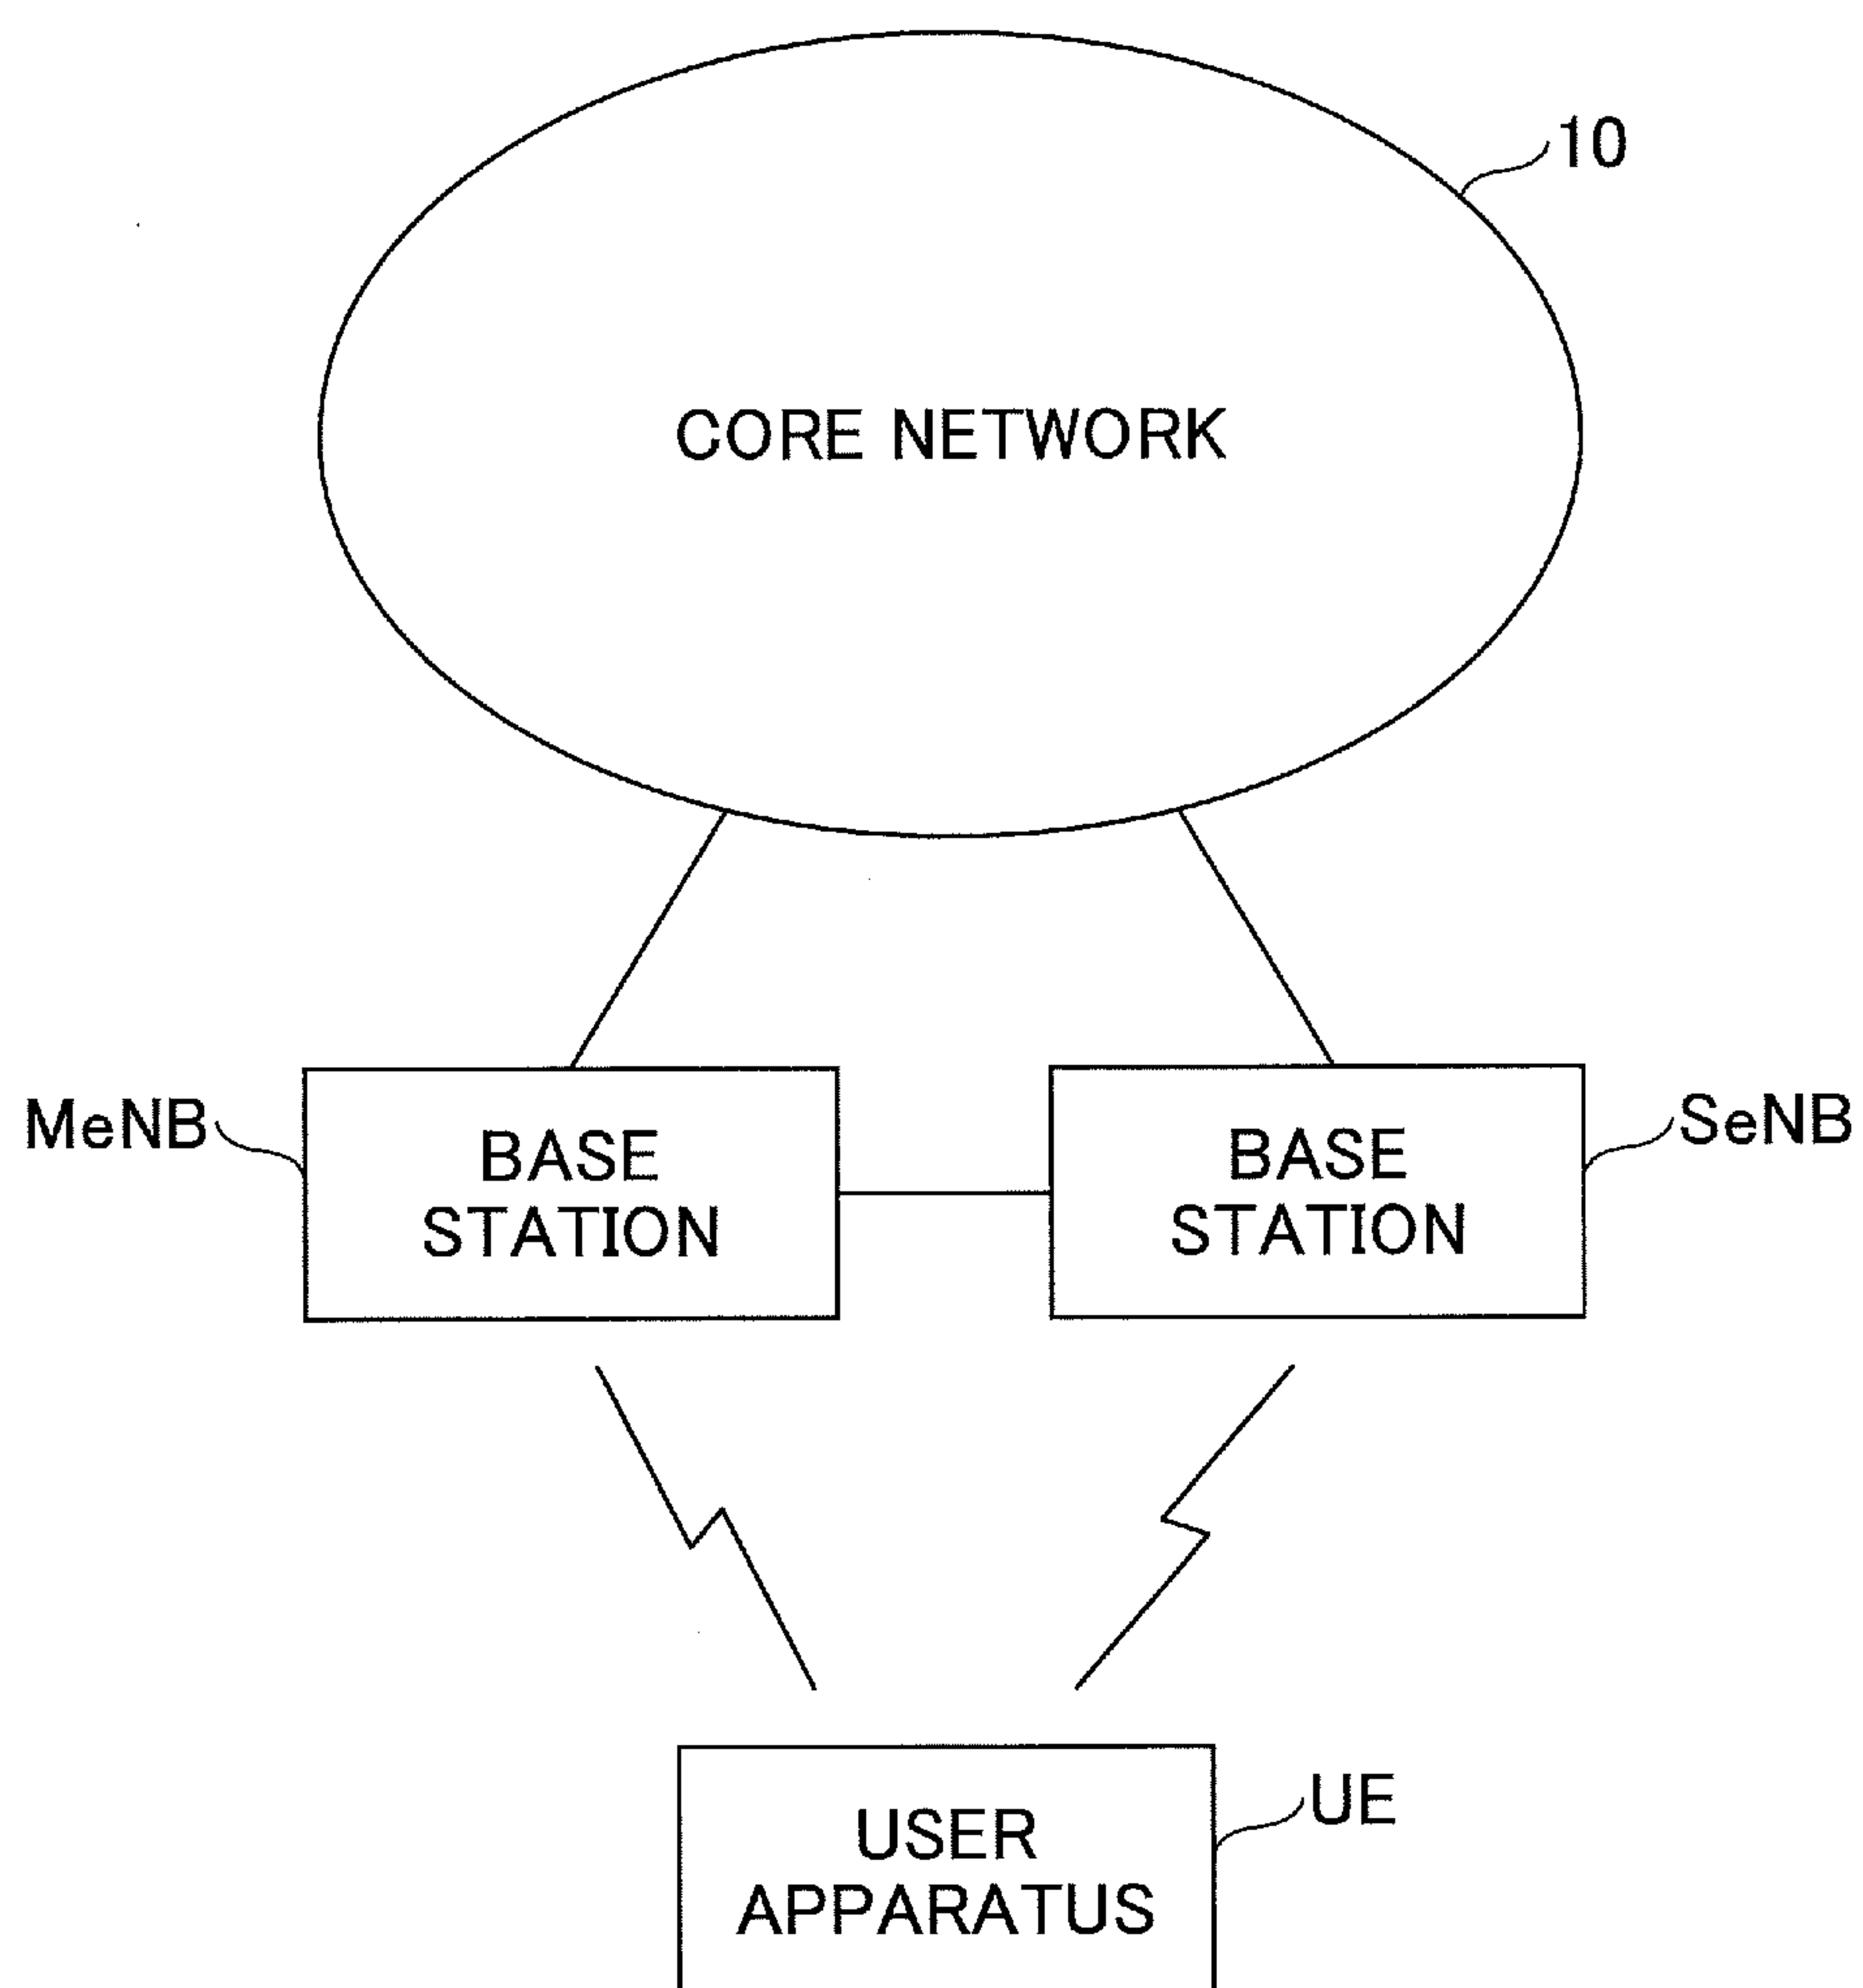 10
CORE NETWORK
MeNB
BASE
STATION
BASE
STATION
SeNB
UE
USER
APPARATUS